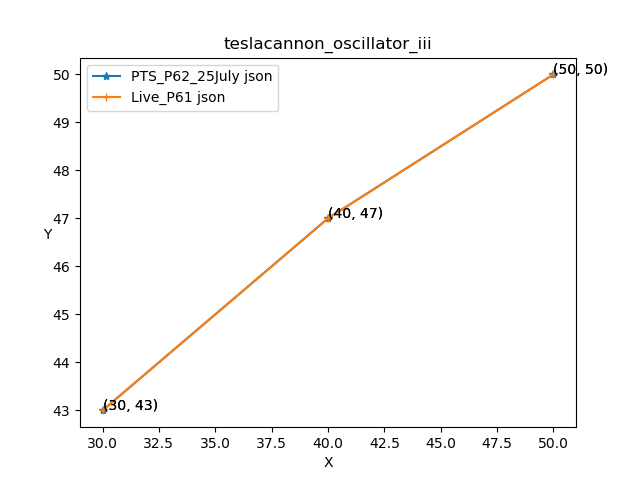 teslacannon_oscillator_iii
PTS_P62_25July json
Live_P61 json
(50, 50)
(40, 47)
(30, 43)
Y
50
49
48
47
46
45
44
43
30.0 32.5 35.0 37.5 40.0 42.5 45.0 47.5 50.0
X